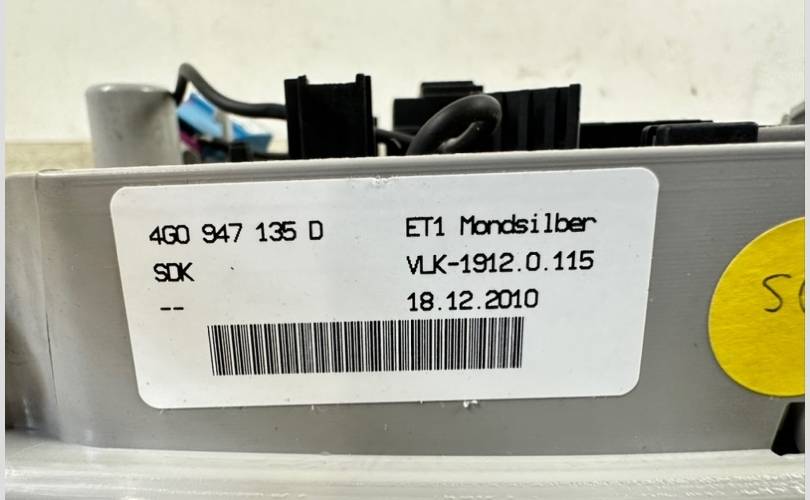 4G0 947 135 D
ET1 Mondsilber
SDK
VLK-1912.0.115
--
18.12.2010